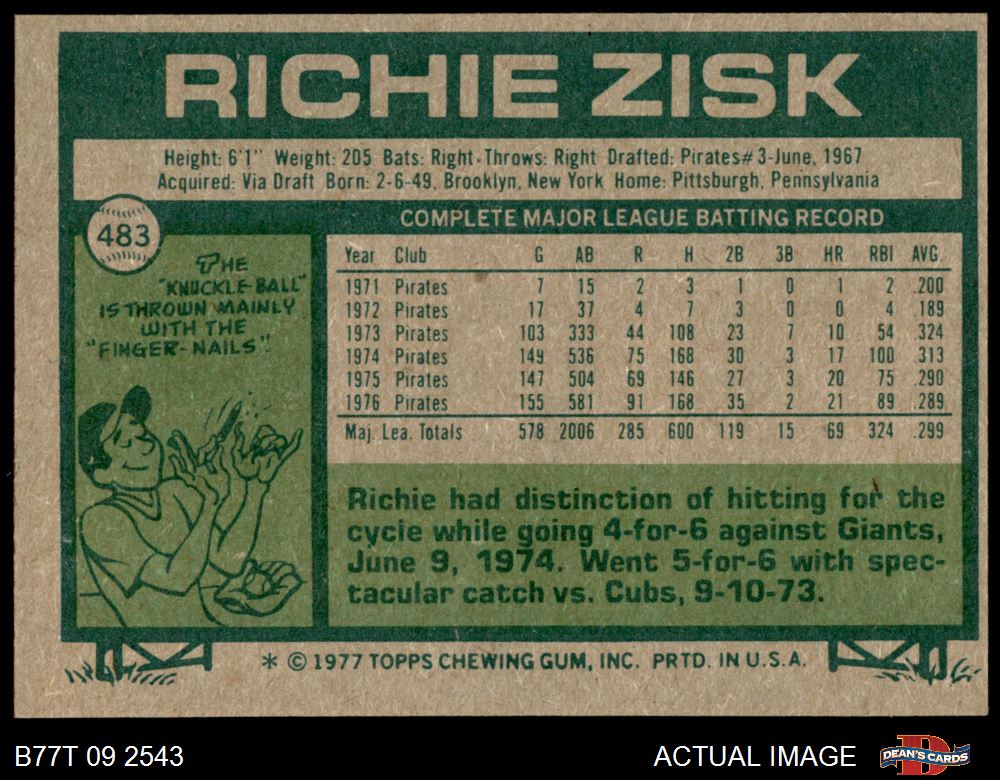 RICHIE ZISK
Height: 6'1" Weight: 205 Bats: Right Throws: Right Drafted: Pirates#3-June, 1967
Acquired: Via Draft Born: 2-6-49, Brooklyn, New York Home: Pittsburgh, Pennsylvania
483
THE
"KNUCKLE-BALL"
IS THROWN MAINLY
WITH THE
"FINGER-NAILS".
COMPLETE MAJOR LEAGUE BATTING RECORD
Year Club G AB R H 2B 3B HR RBI AVG.
1971 Pirates 7 15 2 3 1 0 1 2 .200
1972 Pirates 17 37 4 7 3 0 0 4 .189
1973 Pirates 103 333 44 108 23 7 10 54 .324
1974 Pirates 149 536 75 168 30 3 17 100 .313
1975 Pirates 147 504 69 146 27 3 20 75 .290
1976 Pirates 155 581 91 168 35 2 21 89 .289
Maj. Lea. Totals 578 2006 285 600 119 15 69 324 .299
Richie had distinction of hitting for the
cycle while going 4-for-6 against Giants,
June 9, 1974. Went 5-for-6 with spec-
tacular catch vs. Cubs, 9-10-73.
* © 1977 TOPPS CHEWING GUM, INC. PRTD. IN U.S.A.
B77T 09 2543
ACTUAL IMAGE
DEAN'S CARDS